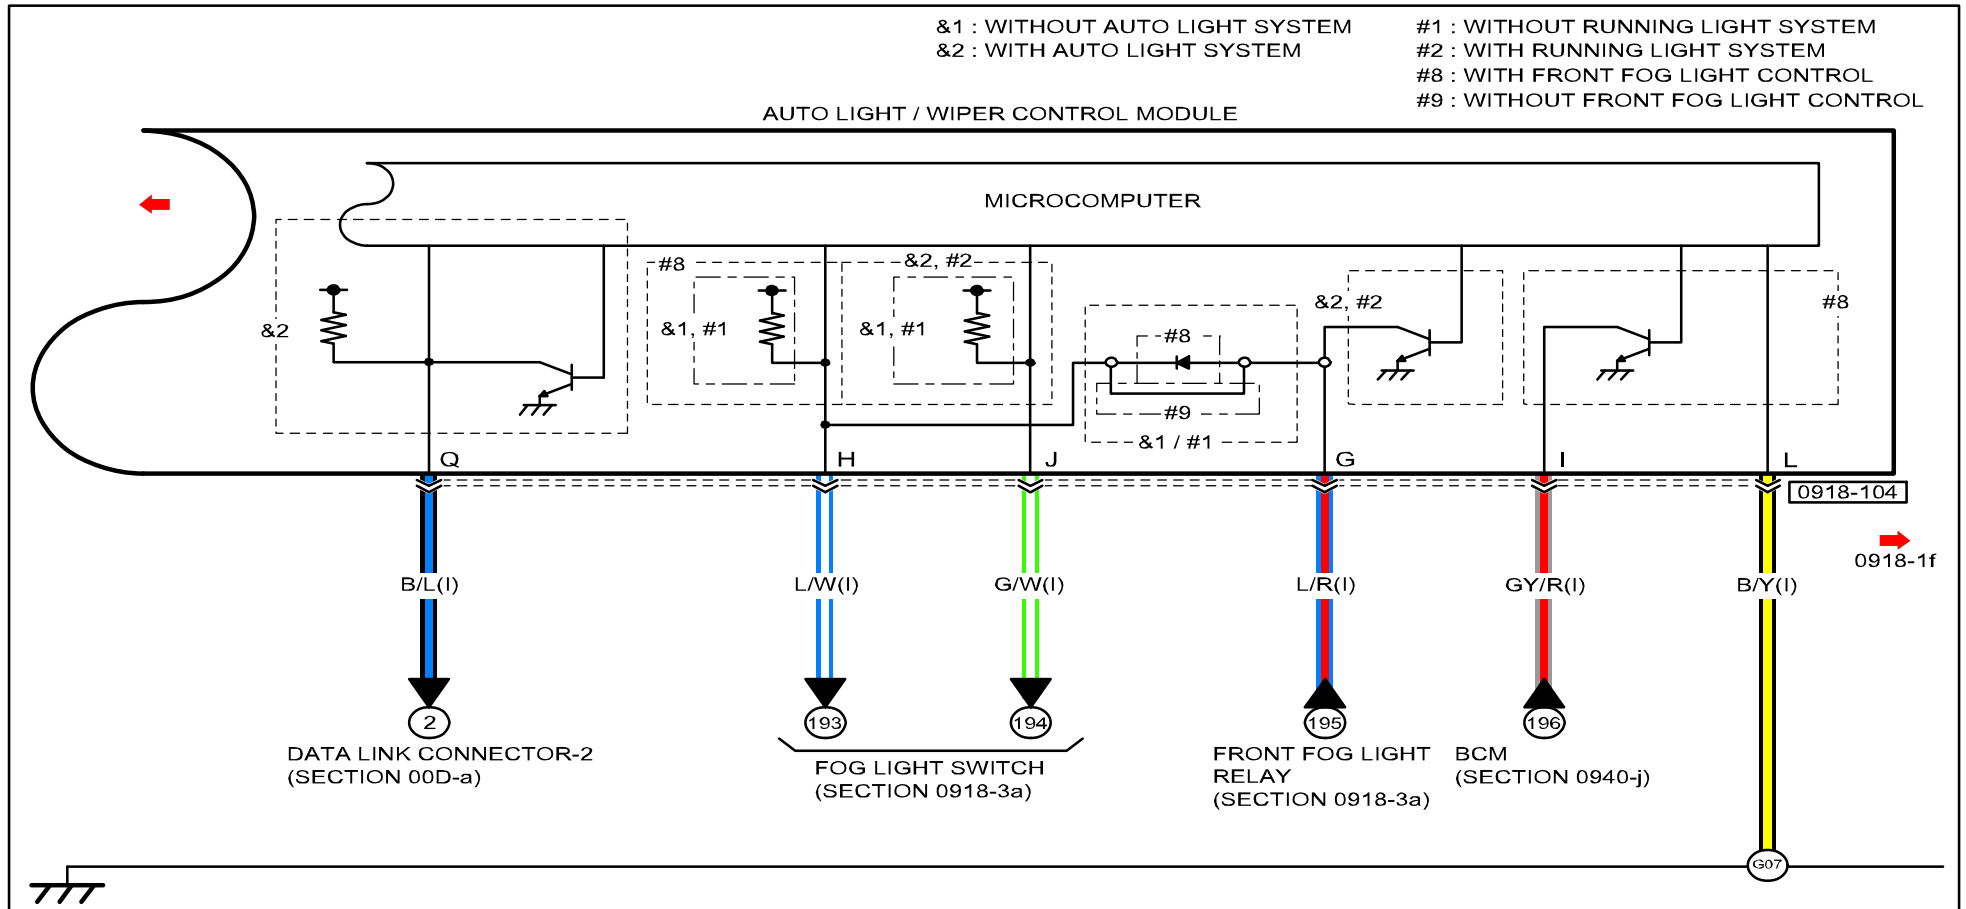 &1 : WITHOUT AUTO LIGHT SYSTEM
&2 : WITH AUTO LIGHT SYSTEM
#1 : WITHOUT RUNNING LIGHT SYSTEM
#2 : WITH RUNNING LIGHT SYSTEM
#8 : WITH FRONT FOG LIGHT CONTROL
#9 : WITHOUT FRONT FOG LIGHT CONTROL
AUTO LIGHT / WIPER CONTROL MODULE
MICROCOMPUTER
#8
&2, #2
&2
&1, #1
&1, #1
#8
#9
&1 / #1
&2, #2
#8
Q
H
J
G
I
L
0918-104
0918-1f
B/L(I)
L/W(I)
G/W(I)
L/R(I)
GY/R(I)
B/Y(I)
2
193
194
195
196
DATA LINK CONNECTOR-2
(SECTION 00D-a)
FOG LIGHT SWITCH
(SECTION 0918-3a)
FRONT FOG LIGHT
RELAY
(SECTION 0918-3a)
BCM
(SECTION 0940-j)
G07